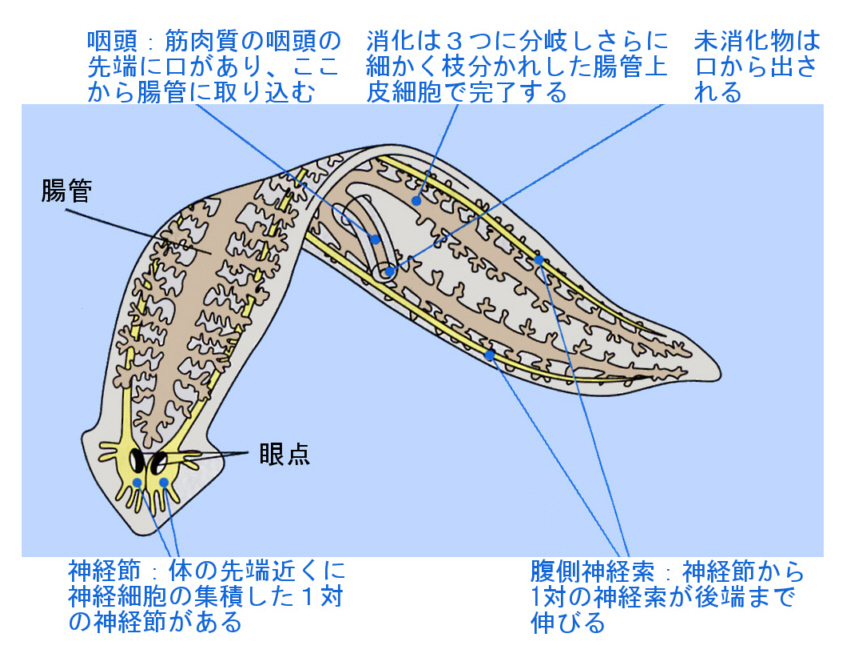 咽頭：筋肉質の咽頭の
先端に口があり、ここ
から腸管に取り込む
消化は３つに分岐しさらに
細かく枝分かれした腸管上
皮細胞で完了する
未消化物は
口から出さ
れる
腸管
眼点
神経節：体の先端近くに
神経細胞の集積した１対
の神経節がある
腹側神経索：神経節から
1対の神経索が後端まで
伸びる